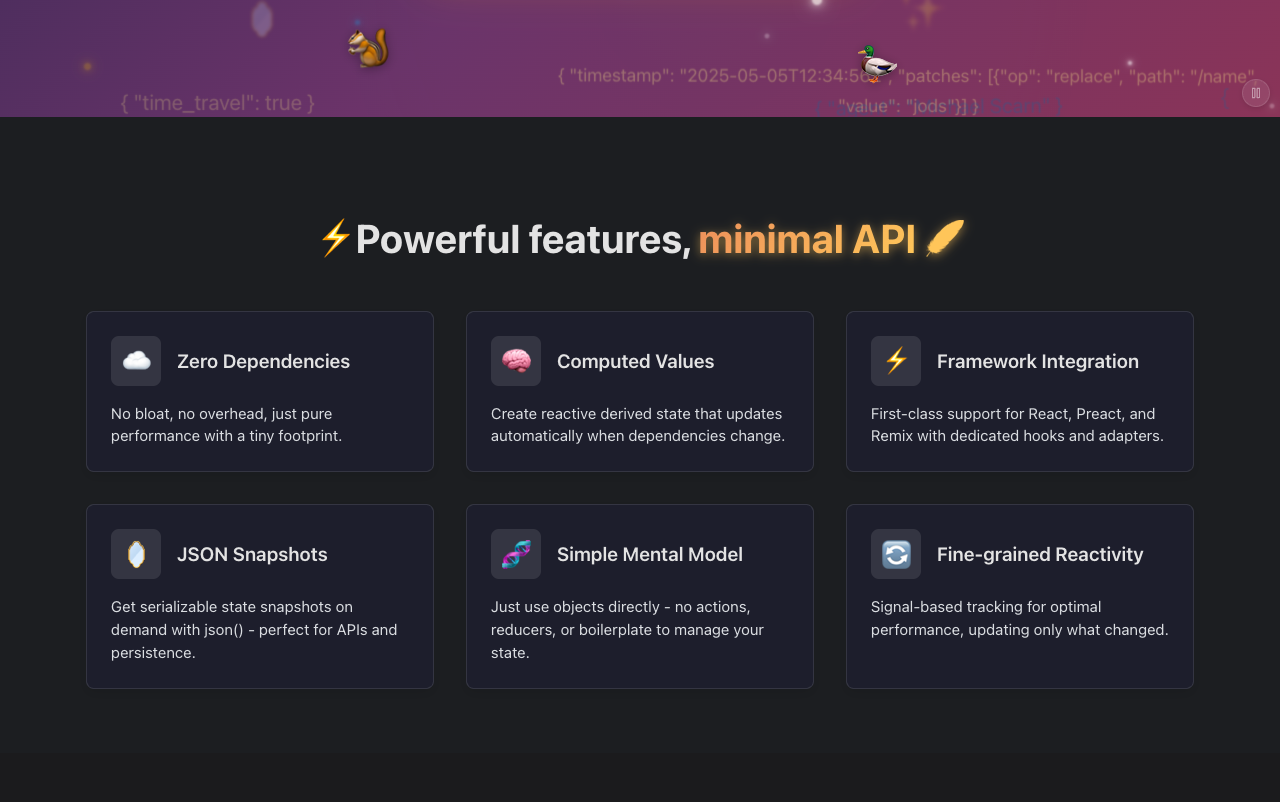 { "timestamp": "2025-05-05T12:34:56 "patches": [{"op": "replace", "path": "/name"
{ "time_travel": true }
"value": "jods"}] }
Powerful features, minimal API
Zero Dependencies
No bloat, no overhead, just pure
performance with a tiny footprint.
Computed Values
Create reactive derived state that updates
automatically when dependencies change.
Framework Integration
First-class support for React, Preact, and
Remix with dedicated hooks and adapters.
JSON Snapshots
Get serializable state snapshots on
demand with json() - perfect for APIs and
persistence.
Simple Mental Model
Just use objects directly - no actions,
reducers, or boilerplate to manage your
state.
Fine-grained Reactivity
Signal-based tracking for optimal
performance, updating only what changed.